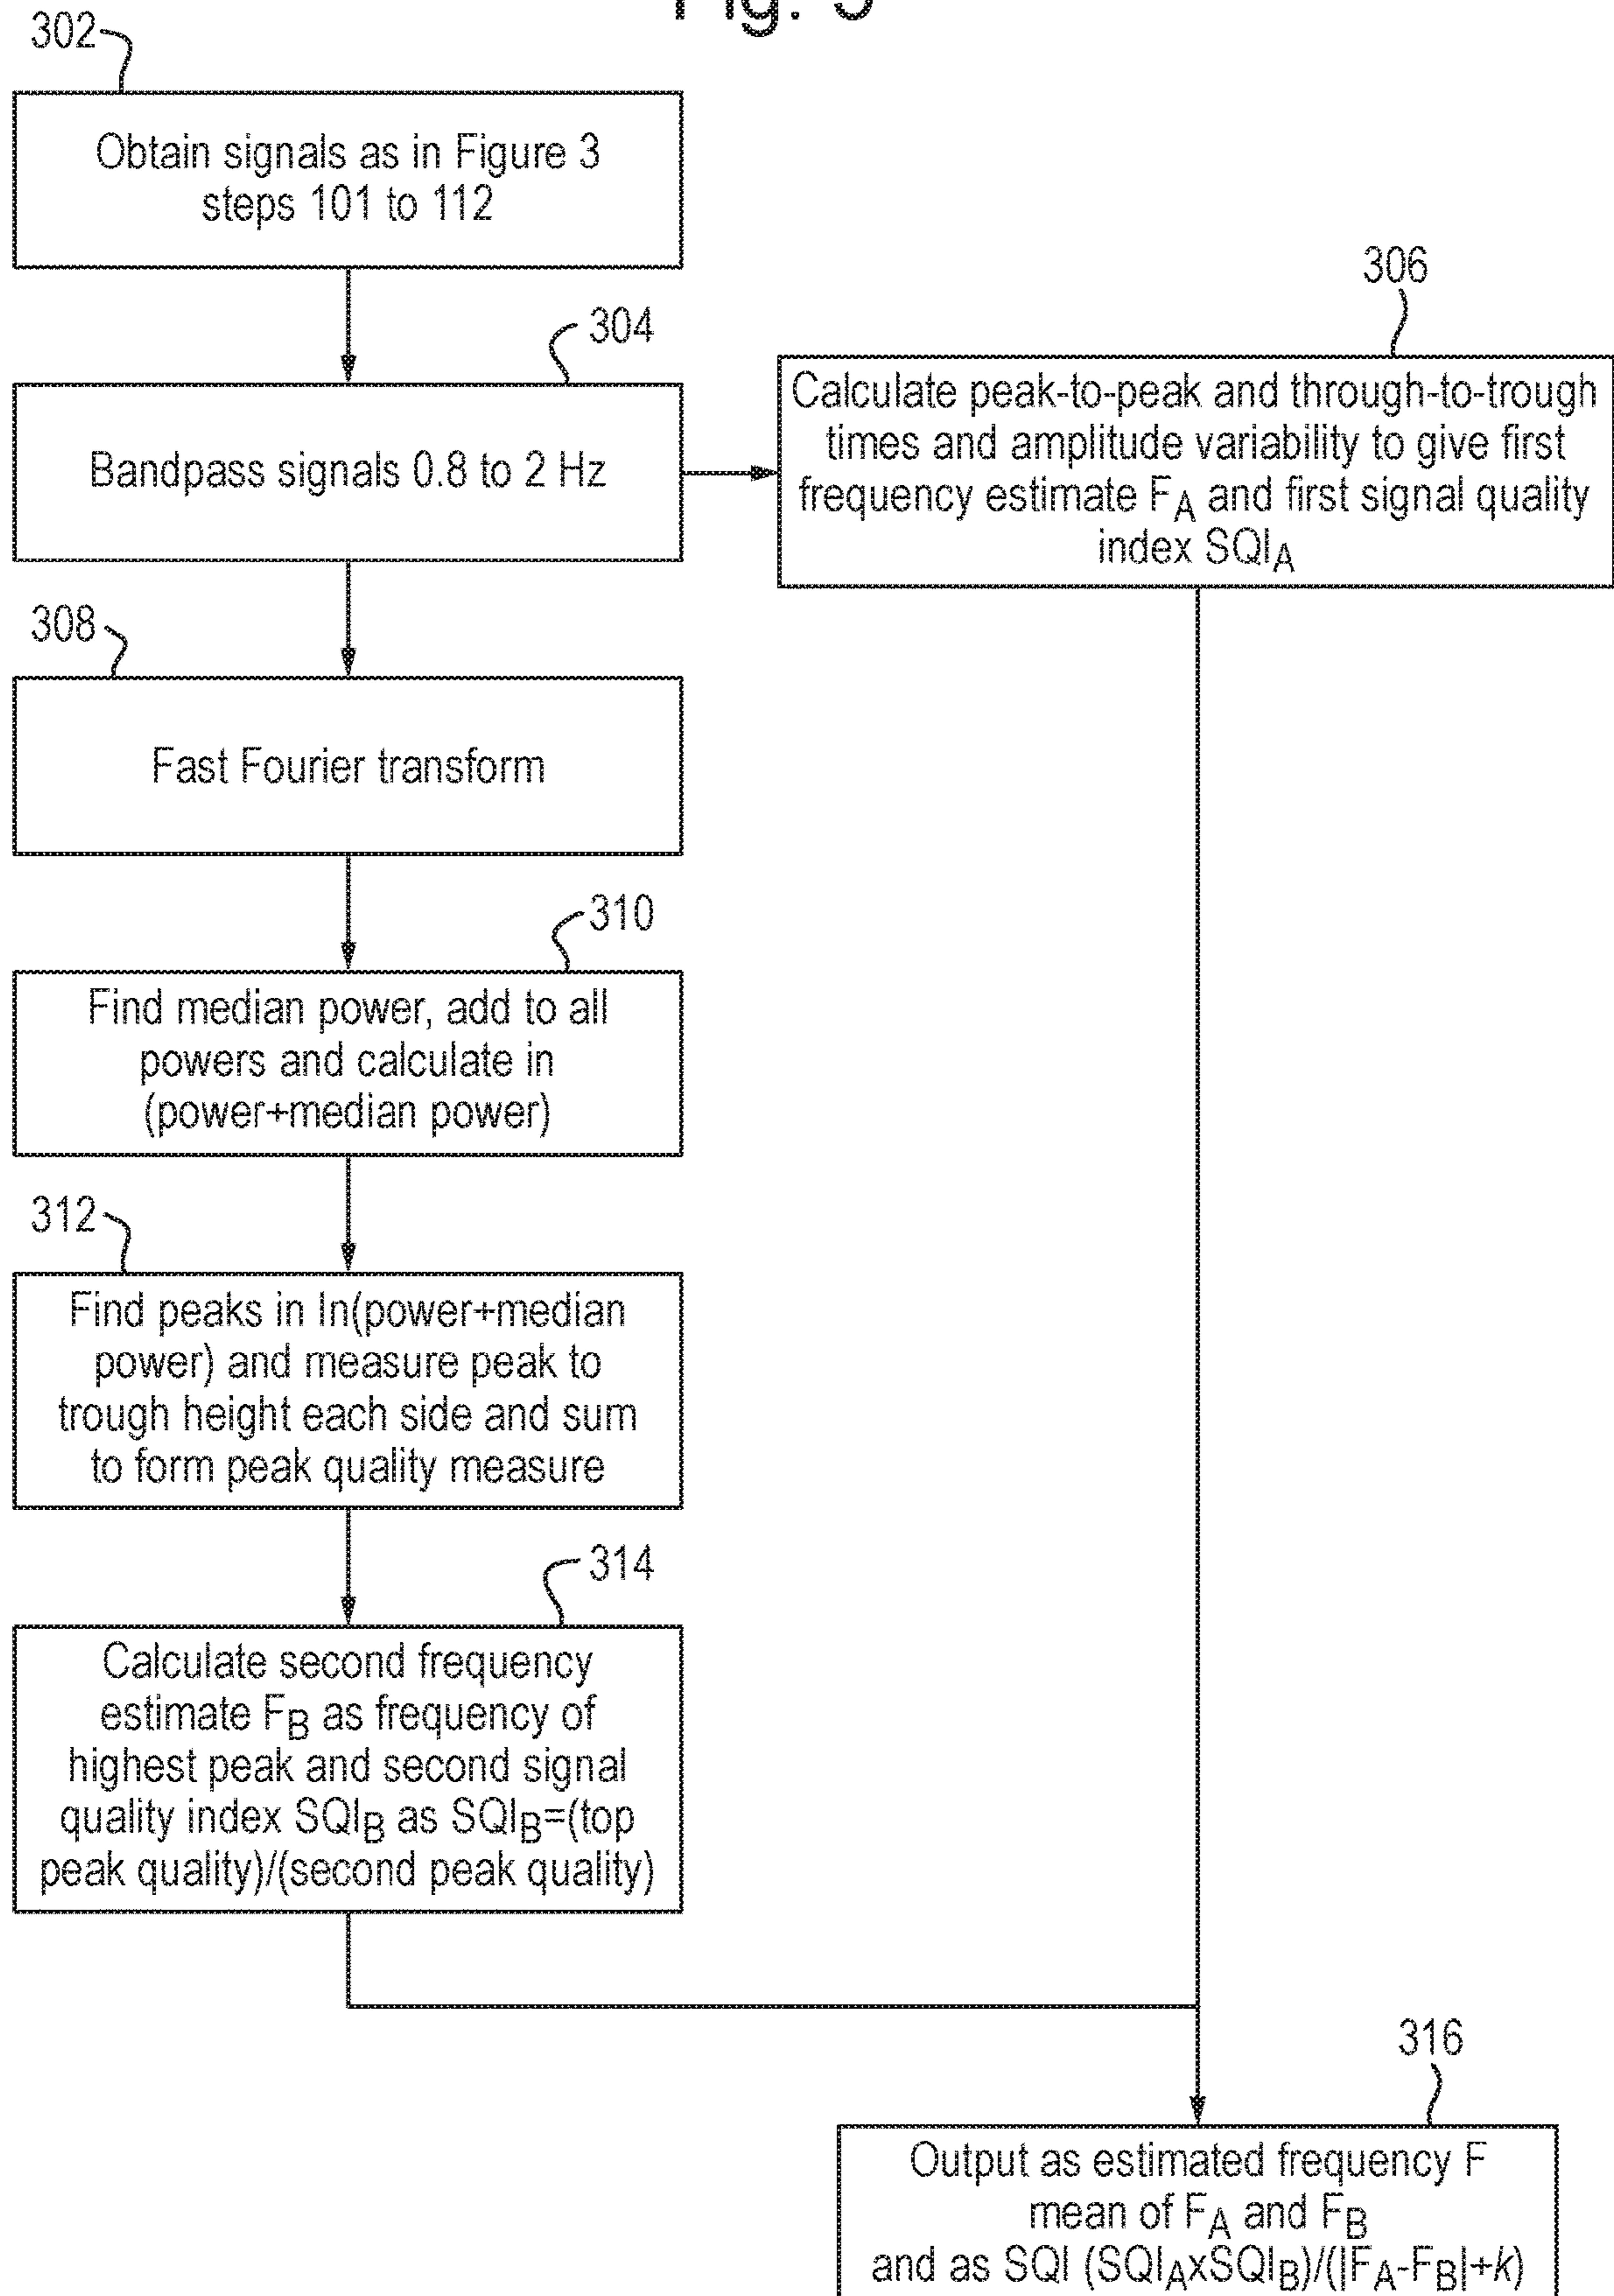 Fig. 5
302
Obtain signals as in Figure 3
steps 101 to 112
304
Bandpass signals 0.8 to 2 Hz
306
Calculate peak-to-peak and through-to-trough
times and amplitude variability to give first
frequency estimate FA and first signal quality
index SQIA
308
Fast Fourier transform
310
Find median power, add to all
powers and calculate in
(power+median power)
312
Find peaks in In(power+median
power) and measure peak to
trough height each side and sum
to form peak quality measure
314
Calculate second frequency
estimate FB as frequency of
highest peak and second signal
quality index SQIB as SQIB=(top
peak quality)/(second peak quality)
316
Output as estimated frequency F
mean of FA and FB
and as SQI (SQIAxSQIB)/(|FA-FB|+k)